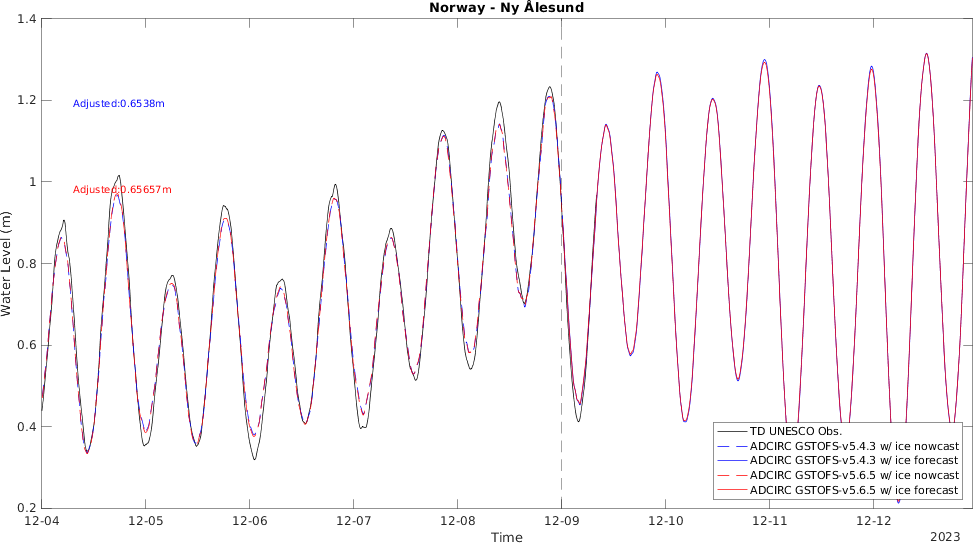 Norway - Ny Ålesund
1.4
1.2
1
0.8
0.6
0.4
0.2
Water Level (m)
Adjusted:0.6538m
Adjusted:0.65657m
TD UNESCO Obs.
ADCIRC GSTOFS-v5.4.3 w/ ice nowcast
ADCIRC GSTOFS-v5.4.3 w/ ice forecast
ADCIRC GSTOFS-v5.6.5 w/ ice nowcast
ADCIRC GSTOFS-v5.6.5 w/ ice forecast
12-04 12-05 12-06 12-07 12-08 12-09 12-10 12-11 12-12
Time
2023